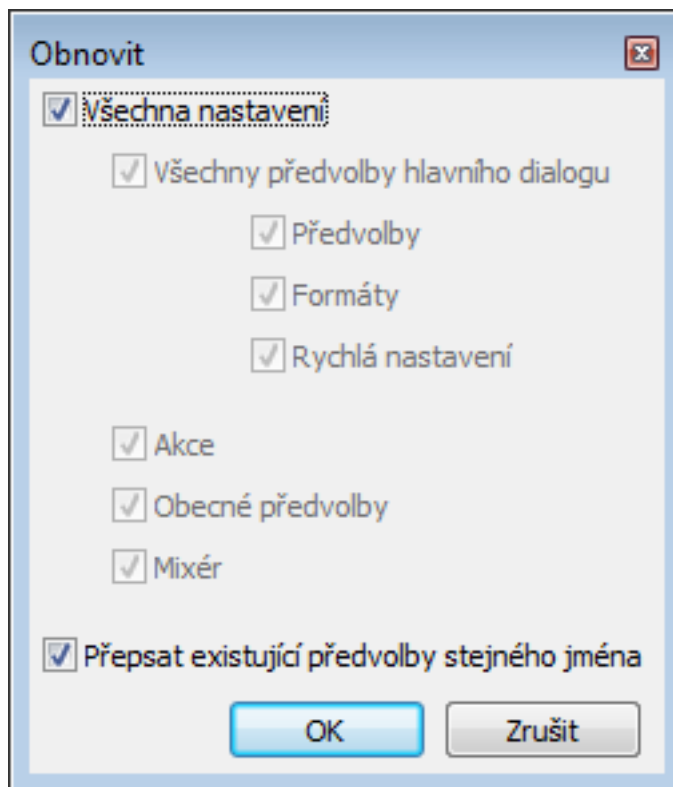 Obnovit
Všechna nastavení
Všechny předvolby hlavního dialogu
Předvolby
Formáty
Rychlá nastavení
Akce
Obecné předvolby
Mixér
Přepsat existující předvolby stejného jména
OK
Zrušit